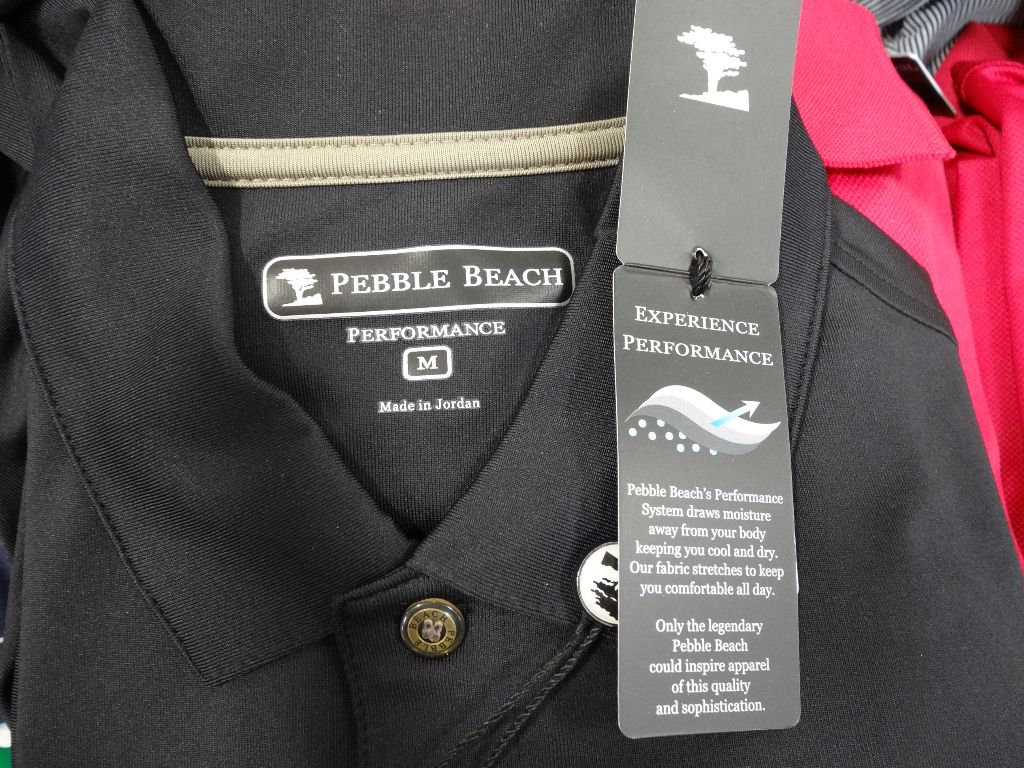 PEBBLE BEACH
PERFORMANCE
M
Made in Jordan
EXPERIENCE
PERFORMANCE
Pebble Beach's Performance
System draws moisture
away from your body
keeping you cool and dry.
Our fabric stretches to keep
you comfortable all day.
Only the legendary
Pebble Beach
could inspire apparel
of this quality
and sophistication.
PEBBLE BEACH